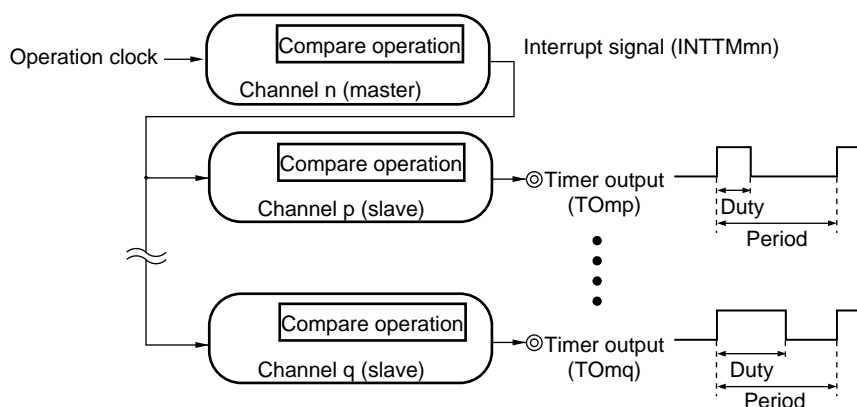 Compare operation
Operation clock
Interrupt signal (INTTMmn)
Channel n (master)
Compare operation
Timer output
(TOmp)
Channel p (slave)
Duty
Period
Compare operation
Timer output
(TOmq)
Channel q (slave)
Duty
Period